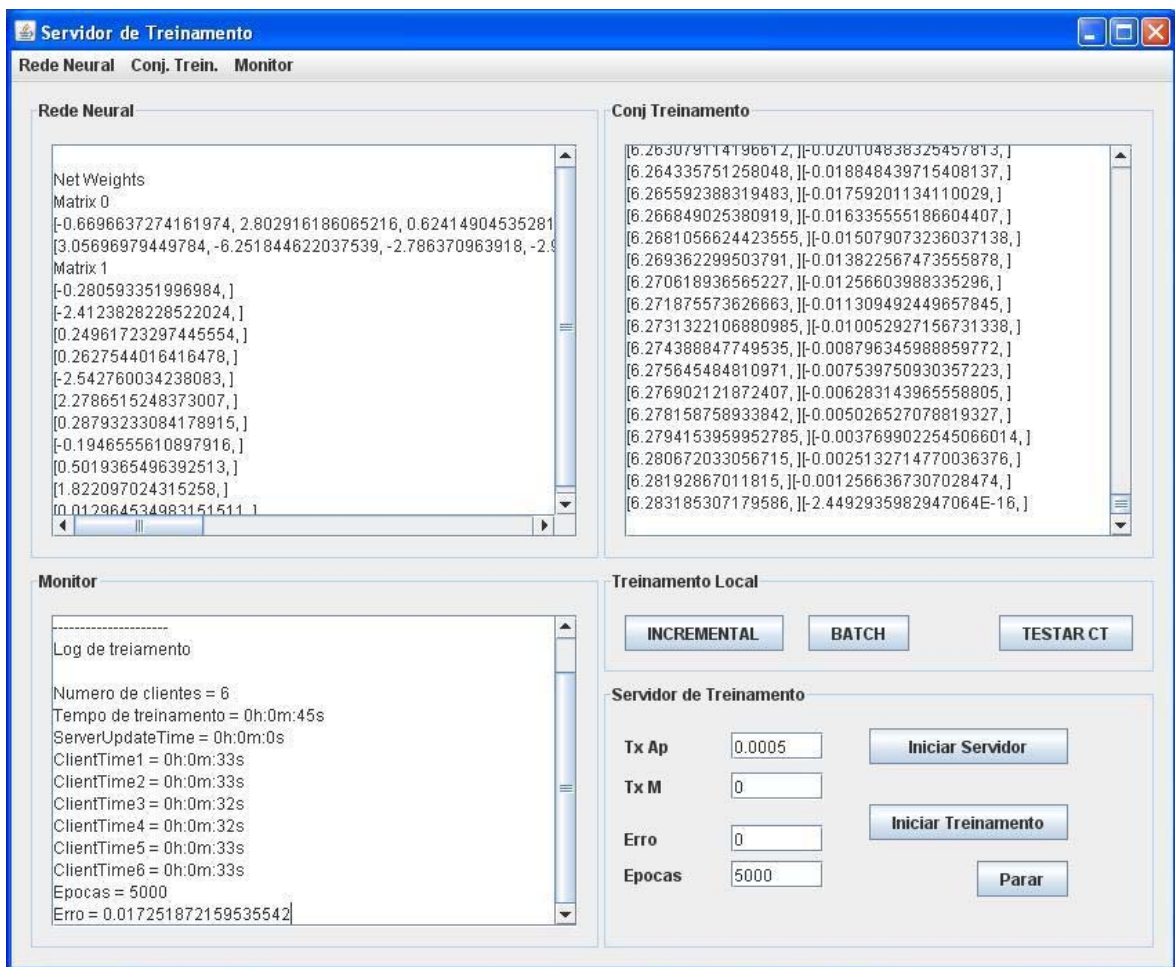 Servidor de Treinamento
Rede Neural Conj. Trein. Monitor
Rede Neural
Net Weights
Matrix 0
[-0.6696637274161974, 2.802916186065216, 0.62414904535281
[3.05696979449784, -6.251844622037539, -2.786370963918, -2.9
Matrix 1
[-0.280593351996984, ]
[-2.4123828228522024, ]
[0.24961723297445554, ]
[0.2627544016416478, ]
[-2.542760034238083, ]
[2.2786515248373007, ]
[0.28793233084178915, ]
[-0.1946555610897916, ]
[0.5019365496392513, ]
[1.822097024315258, ]
[0.012964534983151511, ]
Conj Treinamento
[6.263079114196612, ][-0.020104838325457813, ]
[6.264335751258048, ][-0.018848439715408137, ]
[6.265592388319483, ][-0.01759201134110029, ]
[6.266849025380919, ][-0.016335555186604407, ]
[6.2681056624423555, ][-0.015079073236037138, ]
[6.269362299503791, ][-0.013822567473555878, ]
[6.270618936565227, ][-0.01256603988335296, ]
[6.271875573626663, ][-0.011309492449657845, ]
[6.2731322106880985, ][-0.010052927156731338, ]
[6.274388847749535, ][-0.008796345988859772, ]
[6.275645484810971, ][-0.007539750930357223, ]
[6.276902121872407, ][-0.006283143965558805, ]
[6.278158758933842, ][-0.005026527078819327, ]
[6.2794153959952785, ][-0.0037699022545066014, ]
[6.280672033056715, ][-0.0025132714770036376, ]
[6.28192867011815, ][-0.0012566367307028474, ]
[6.283185307179586, ][-2.4492935982947064E-16, ]
Monitor
--------------------
Log de treiamento
Numero de clientes = 6
Tempo de treinamento = 0h:0m:45s
ServerUpdateTime = 0h:0m:0s
ClientTime1 = 0h:0m:33s
ClientTime2 = 0h:0m:33s
ClientTime3 = 0h:0m:32s
ClientTime4 = 0h:0m:32s
ClientTime5 = 0h:0m:33s
ClientTime6 = 0h:0m:33s
Epocas = 5000
Erro = 0.017251872159535542
Treinamento Local
INCREMENTAL BATCH TESTAR CT
Servidor de Treinamento
Tx Ap 0.0005 Iniciar Servidor
Tx M 0
Iniciar Treinamento
Erro 0
Epocas 5000 Parar